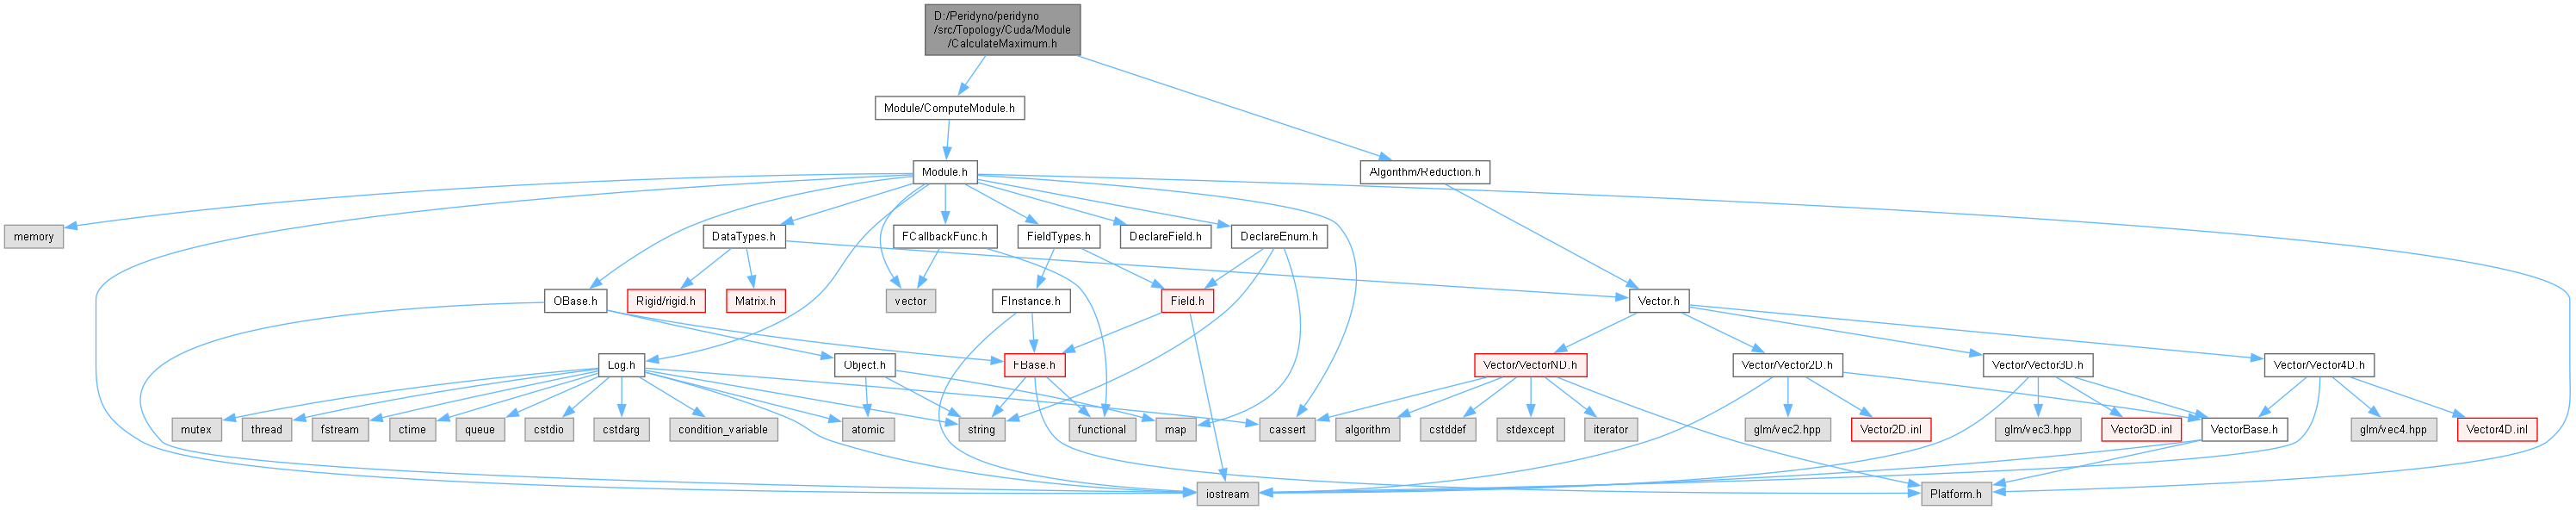 D:/Peridyno/peridyno
/src/Topology/Cuda/Module
/CalculateMaximum.h
Module/ComputeModule.h
Module.h
Algorithm/Reduction.h
memory
DataTypes.h
FCallbackFunc.h
FieldTypes.h
DeclareField.h
DeclareEnum.h
OBase.h
Rigid/rigid.h
Matrix.h
vector
FInstance.h
Field.h
Vector.h
Log.h
Object.h
FBase.h
Vector/VectorND.h
Vector/Vector2D.h
Vector/Vector3D.h
Vector/Vector4D.h
mutex
thread
fstream
ctime
queue
cstdio
cstdarg
condition_variable
atomic
string
functional
map
cassert
algorithm
cstddef
stdexcept
iterator
glm/vec2.hpp
Vector2D.inl
glm/vec3.hpp
Vector3D.inl
VectorBase.h
glm/vec4.hpp
Vector4D.inl
iostream
Platform.h